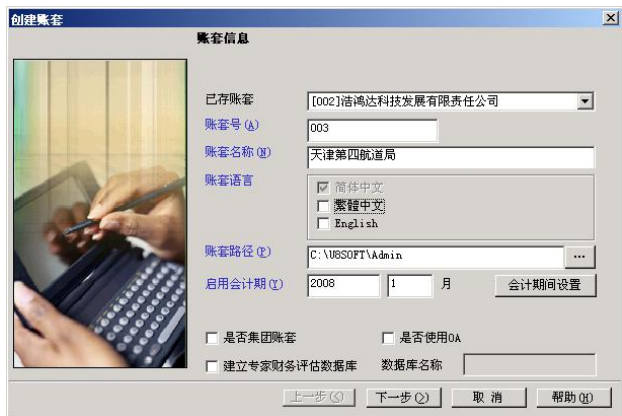 创建账套
账套信息
已存账套 [002]洁鸿达科技发展有限责任公司
账套号(A) 003
账套名称(N) 天津第四航道局
账套语言 简体中文
繁體中文
English
账套路径(P) C:\U8SOFT\Admin ...
启用会计期(Y) 2008 1 月 会计期间设置
是否集团账套 是否使用OA
建立专家财务评估数据库 数据库名称
上一步(<) 下一步(>) 取消 帮助(H)